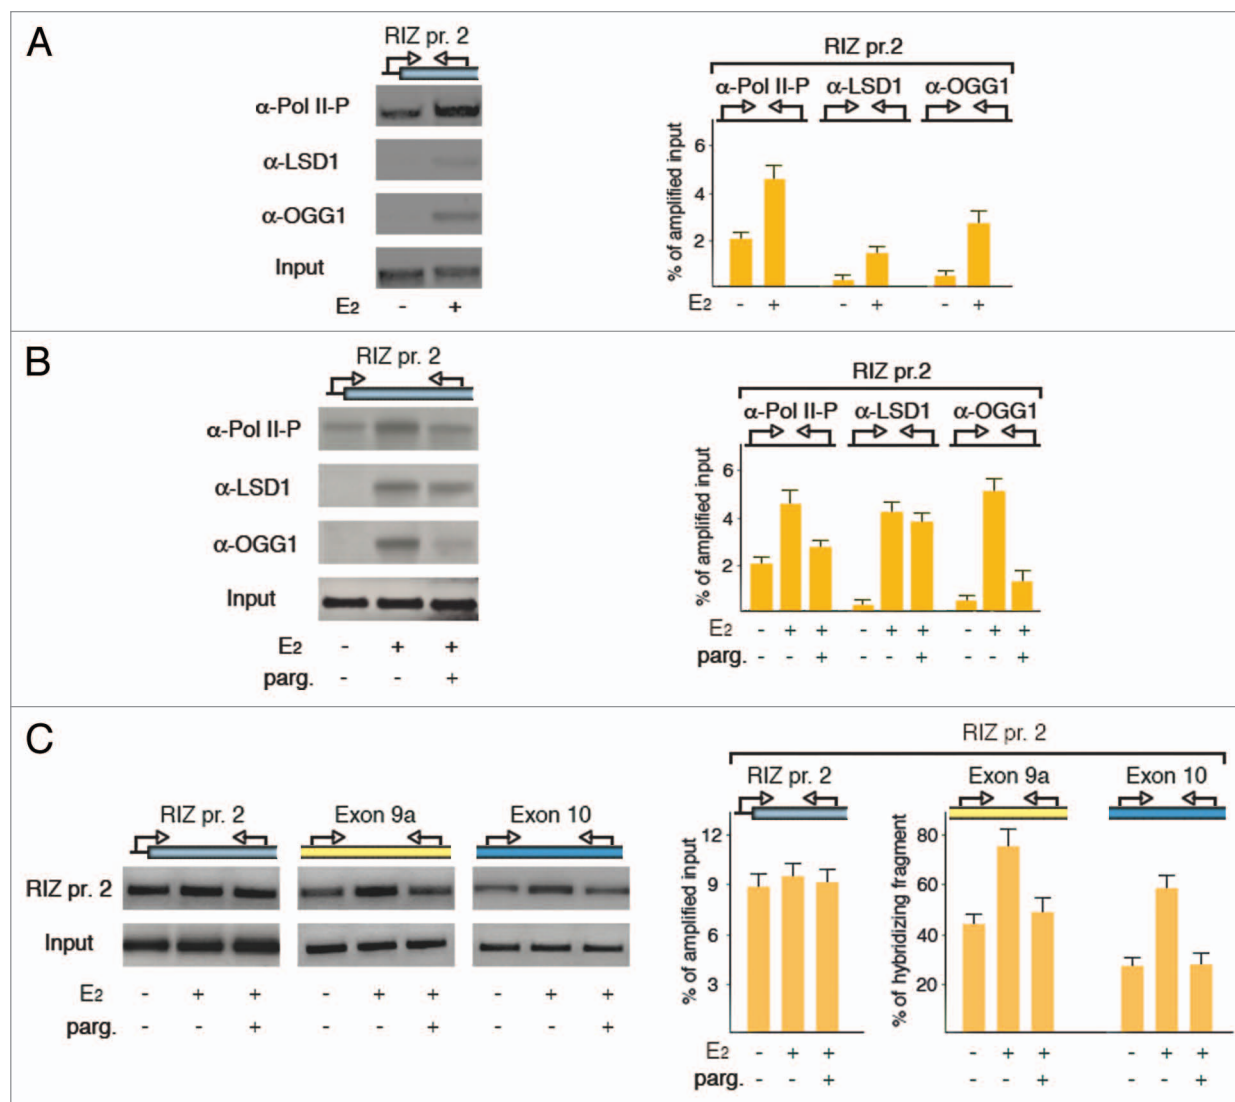 A
RIZ pr. 2
α-Pol II-P
α-LSD1
α-OGG1
Input
E2 - +
RIZ pr.2
α-Pol II-P α-LSD1 α-OGG1
% of amplified input
6
4
2
E2 - + - + - +
B
RIZ pr. 2
α-Pol II-P
α-LSD1
α-OGG1
Input
E2 - + +
parg. - - +
RIZ pr.2
α-Pol II-P α-LSD1 α-OGG1
% of amplified input
6
4
2
E2 - + + - + + - + +
parg. - - + - - + - - +
C
RIZ pr. 2 Exon 9a Exon 10
RIZ pr. 2
Input
E2 - + + - + + - + +
parg. - - + - - + - - +
RIZ pr. 2
RIZ pr. 2 Exon 9a Exon 10
% of amplified input
12
9
6
3
% of hybridizing fragment
80
60
40
20
E2 - + + - + + - + +
parg. - - + - - + - - +